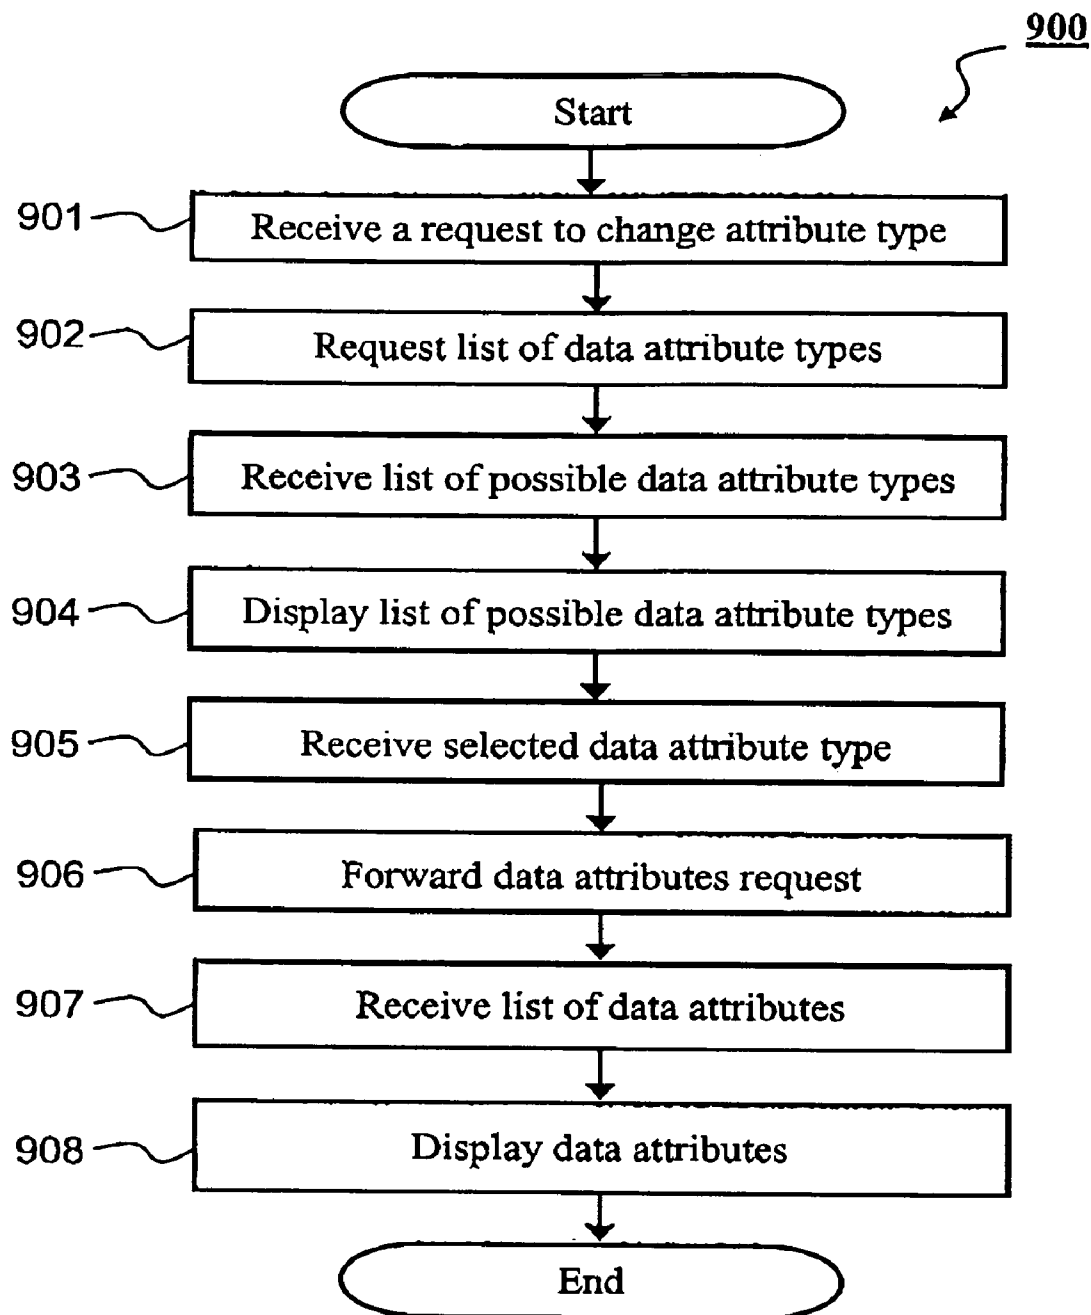 900
Start
901 Receive a request to change attribute type
902 Request list of data attribute types
903 Receive list of possible data attribute types
904 Display list of possible data attribute types
905 Receive selected data attribute type
906 Forward data attributes request
907 Receive list of data attributes
908 Display data attributes
End